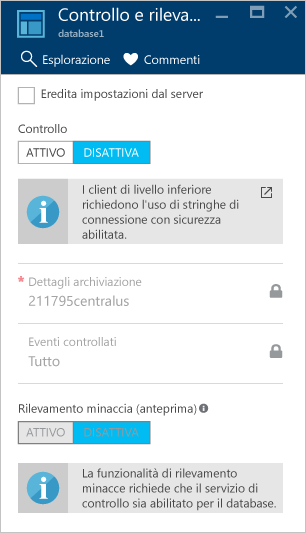 Controllo e rileva...
database1
Esplorazione Commenti
Eredita impostazioni dal server
Controllo
ATTIVO DISATTIVA
I client di livello inferiore
richiedono l'uso di stringhe di
connessione con sicurezza
abilitata.
* Dettagli archiviazione
211795centralus
Eventi controllati
Tutto
Rilevamento minaccia (anteprima)
ATTIVO DISATTIVA
La funzionalità di rilevamento
minacce richiede che il servizio di
controllo sia abilitato per il database.